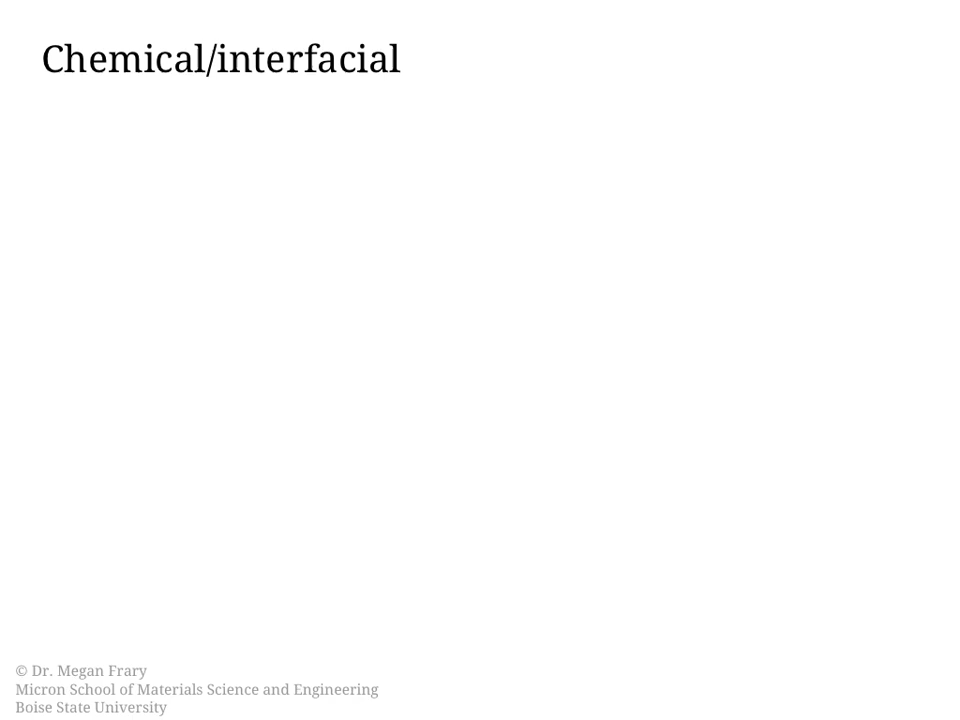 Chemical/interfacial
© Dr. Megan Frary
Micron School of Materials Science and Engineering
Boise State University